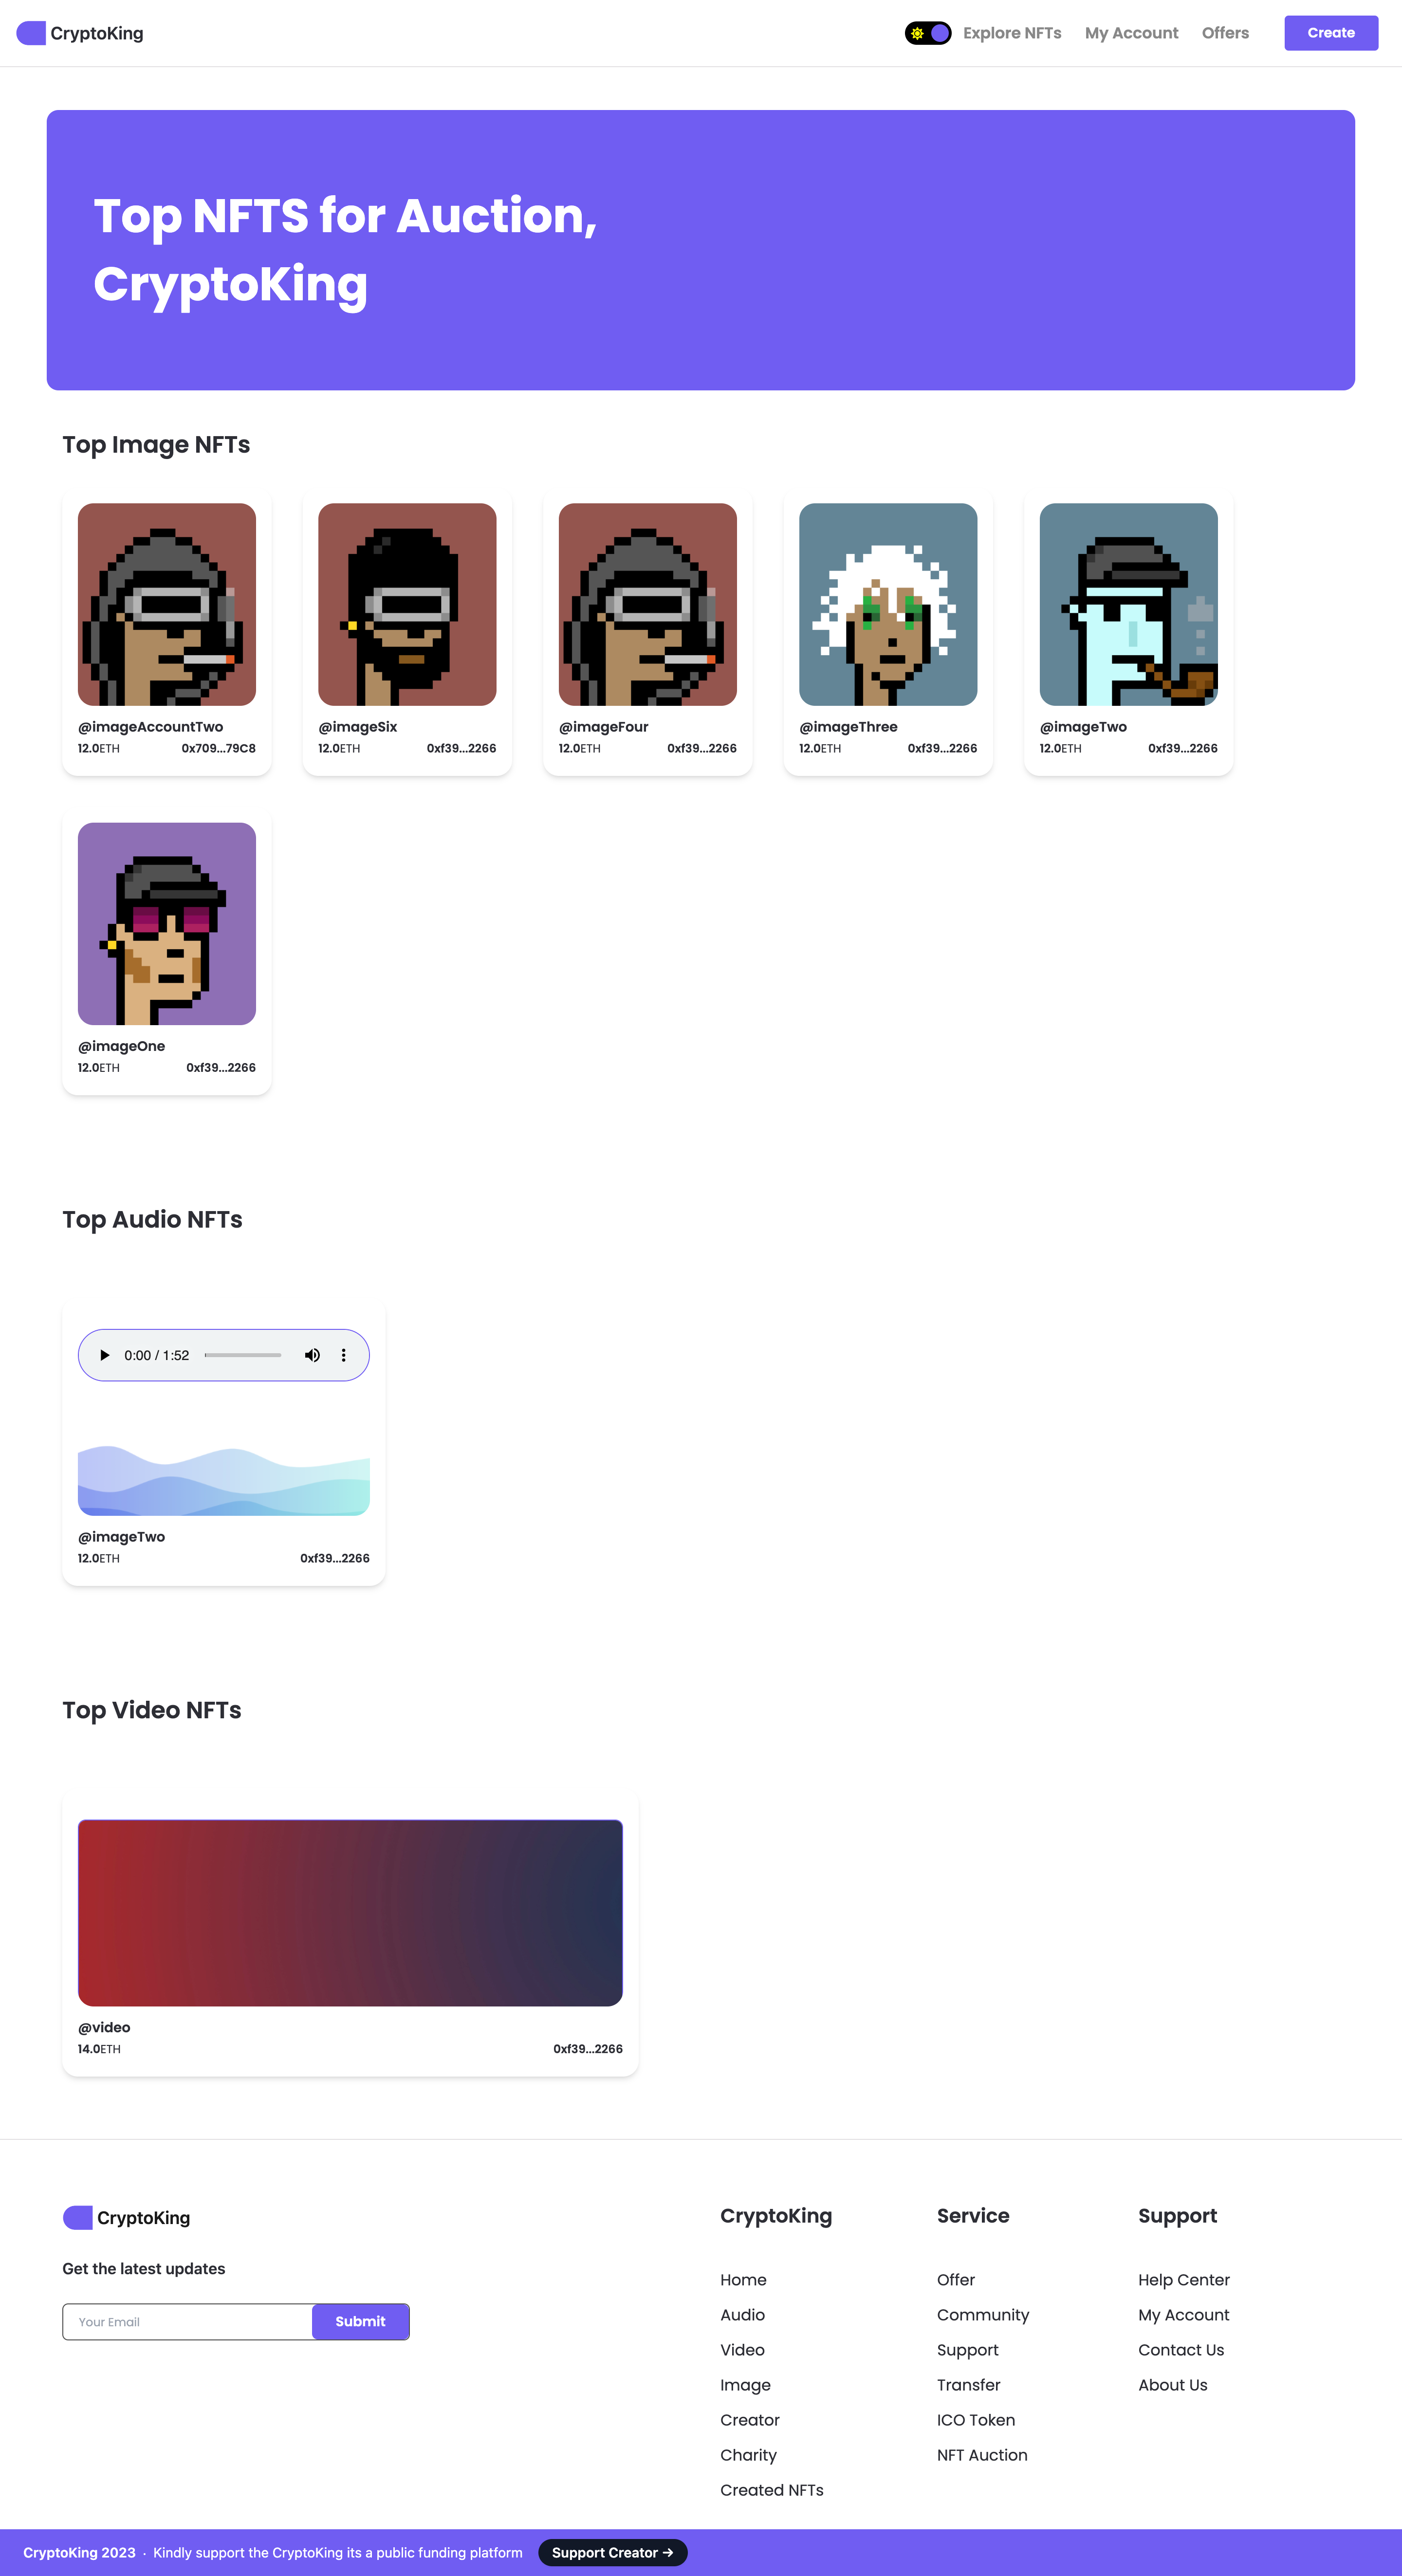 CryptoKing
Explore NFTs
My Account
Offers
Create
Top NFTS for Auction,
CryptoKing
Top Image NFTs
@imageAccountTwo
12.0ETH 0x709...79C8
@imageSix
12.0ETH 0xf39...2266
@imageFour
12.0ETH 0xf39...2266
@imageThree
12.0ETH 0xf39...2266
@imageTwo
12.0ETH 0xf39...2266
@imageOne
12.0ETH 0xf39...2266
Top Audio NFTs
0:00 / 1:52
@imageTwo
12.0ETH 0xf39...2266
Top Video NFTs
@video
14.0ETH 0xf39...2266
CryptoKing
Get the latest updates
Your Email
Submit
CryptoKing
Home
Audio
Video
Image
Creator
Charity
Created NFTs
Service
Offer
Community
Support
Transfer
ICO Token
NFT Auction
Support
Help Center
My Account
Contact Us
About Us
CryptoKing 2023 · Kindly support the CryptoKing its a public funding platform
Support Creator →